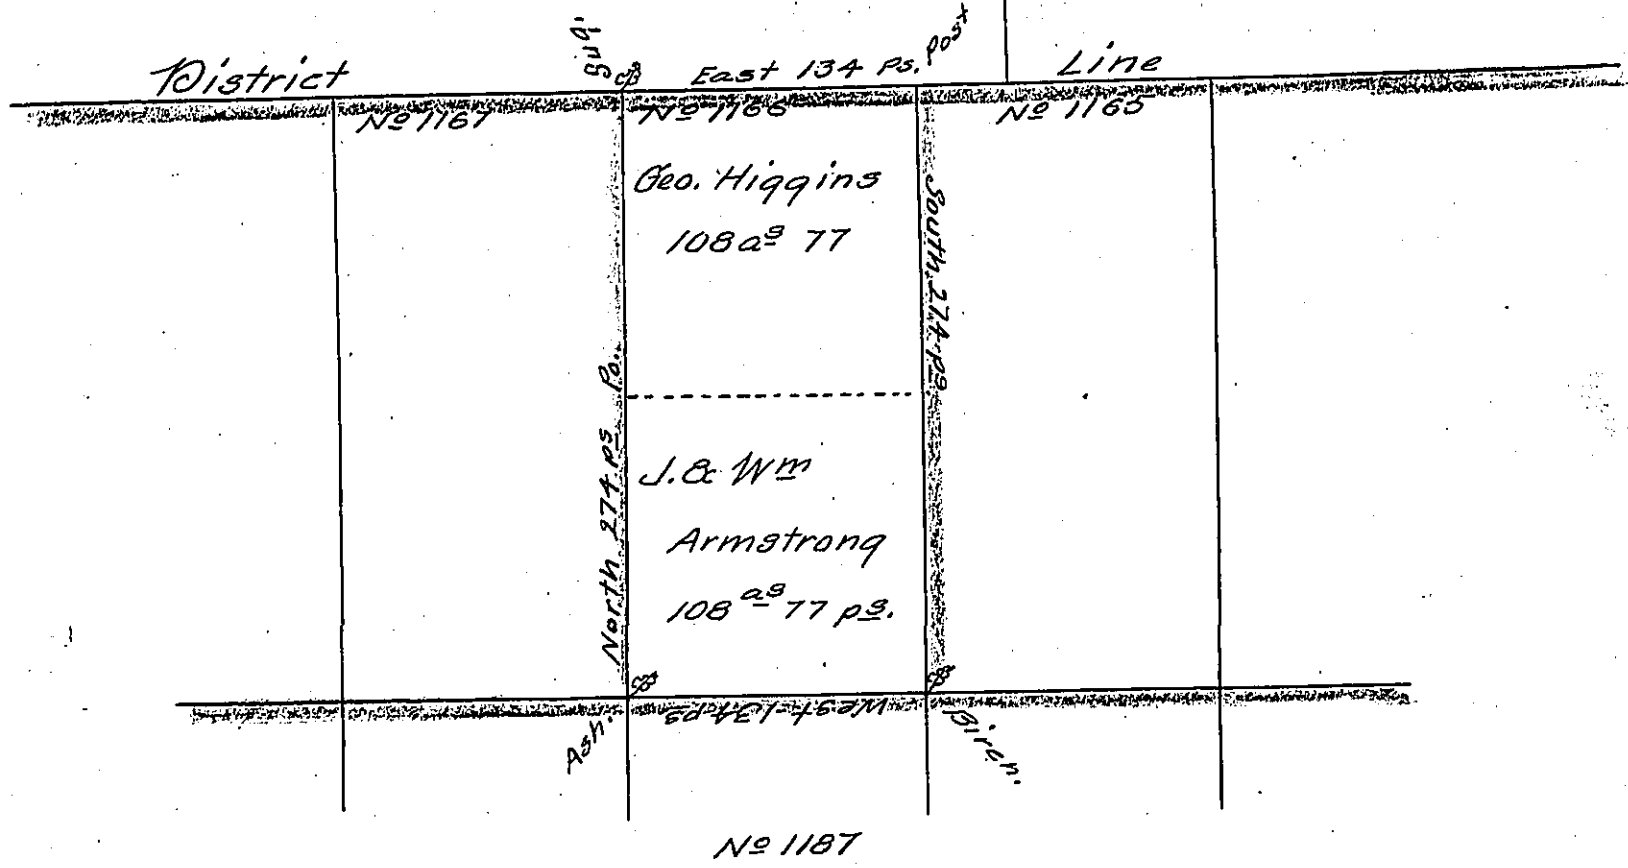 District
Sug.
East 134 Ps.
Post
Line
Nº 1167
Nº 1166
Nº 1165
Geo. Higgins
108 aˢ 77
South 274 pˢ
North 274 pˢ Po.
J. & Wᵐ
Armstrong
108 aˢ 77 pˢ.
West 134 ps
Ash.
Birch.
Nº 1187